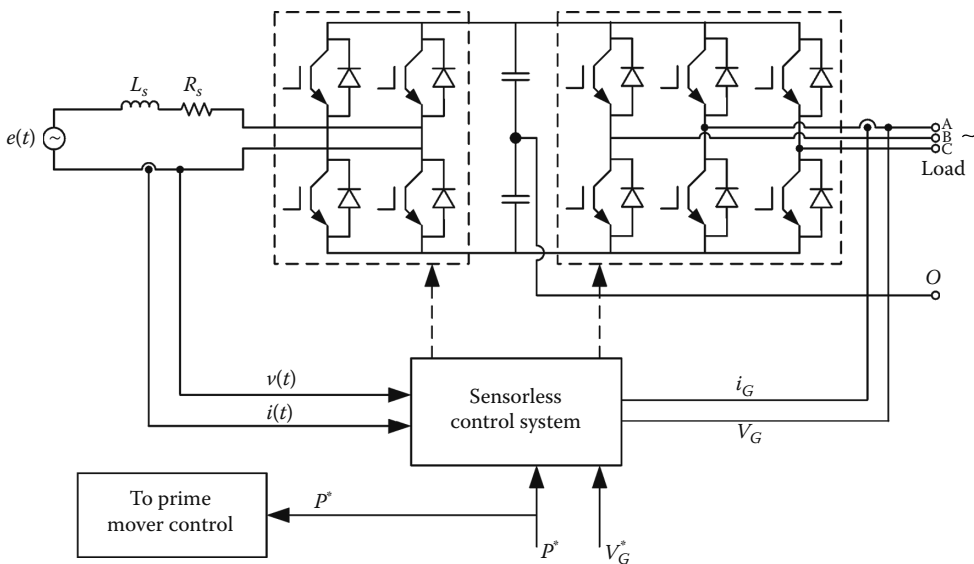 L_s
R_s
e(t)
~
A
B
C
~
Load
O
v(t)
i(t)
Sensorless
control system
i_G
V_G
To prime
mover control
P*
P*
V_G*